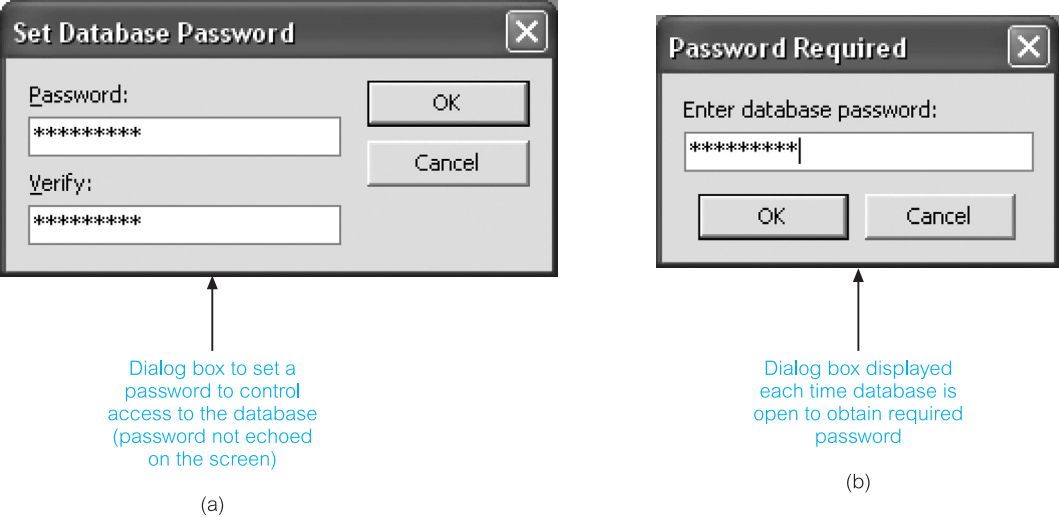 Set Database Password
Password:
*********
OK
Cancel
Verify:
*********
Dialog box to set a
password to control
access to the database
(password not echoed
on the screen)
(a)
Password Required
Enter database password:
*********
OK
Cancel
Dialog box displayed
each time database is
open to obtain required
password
(b)